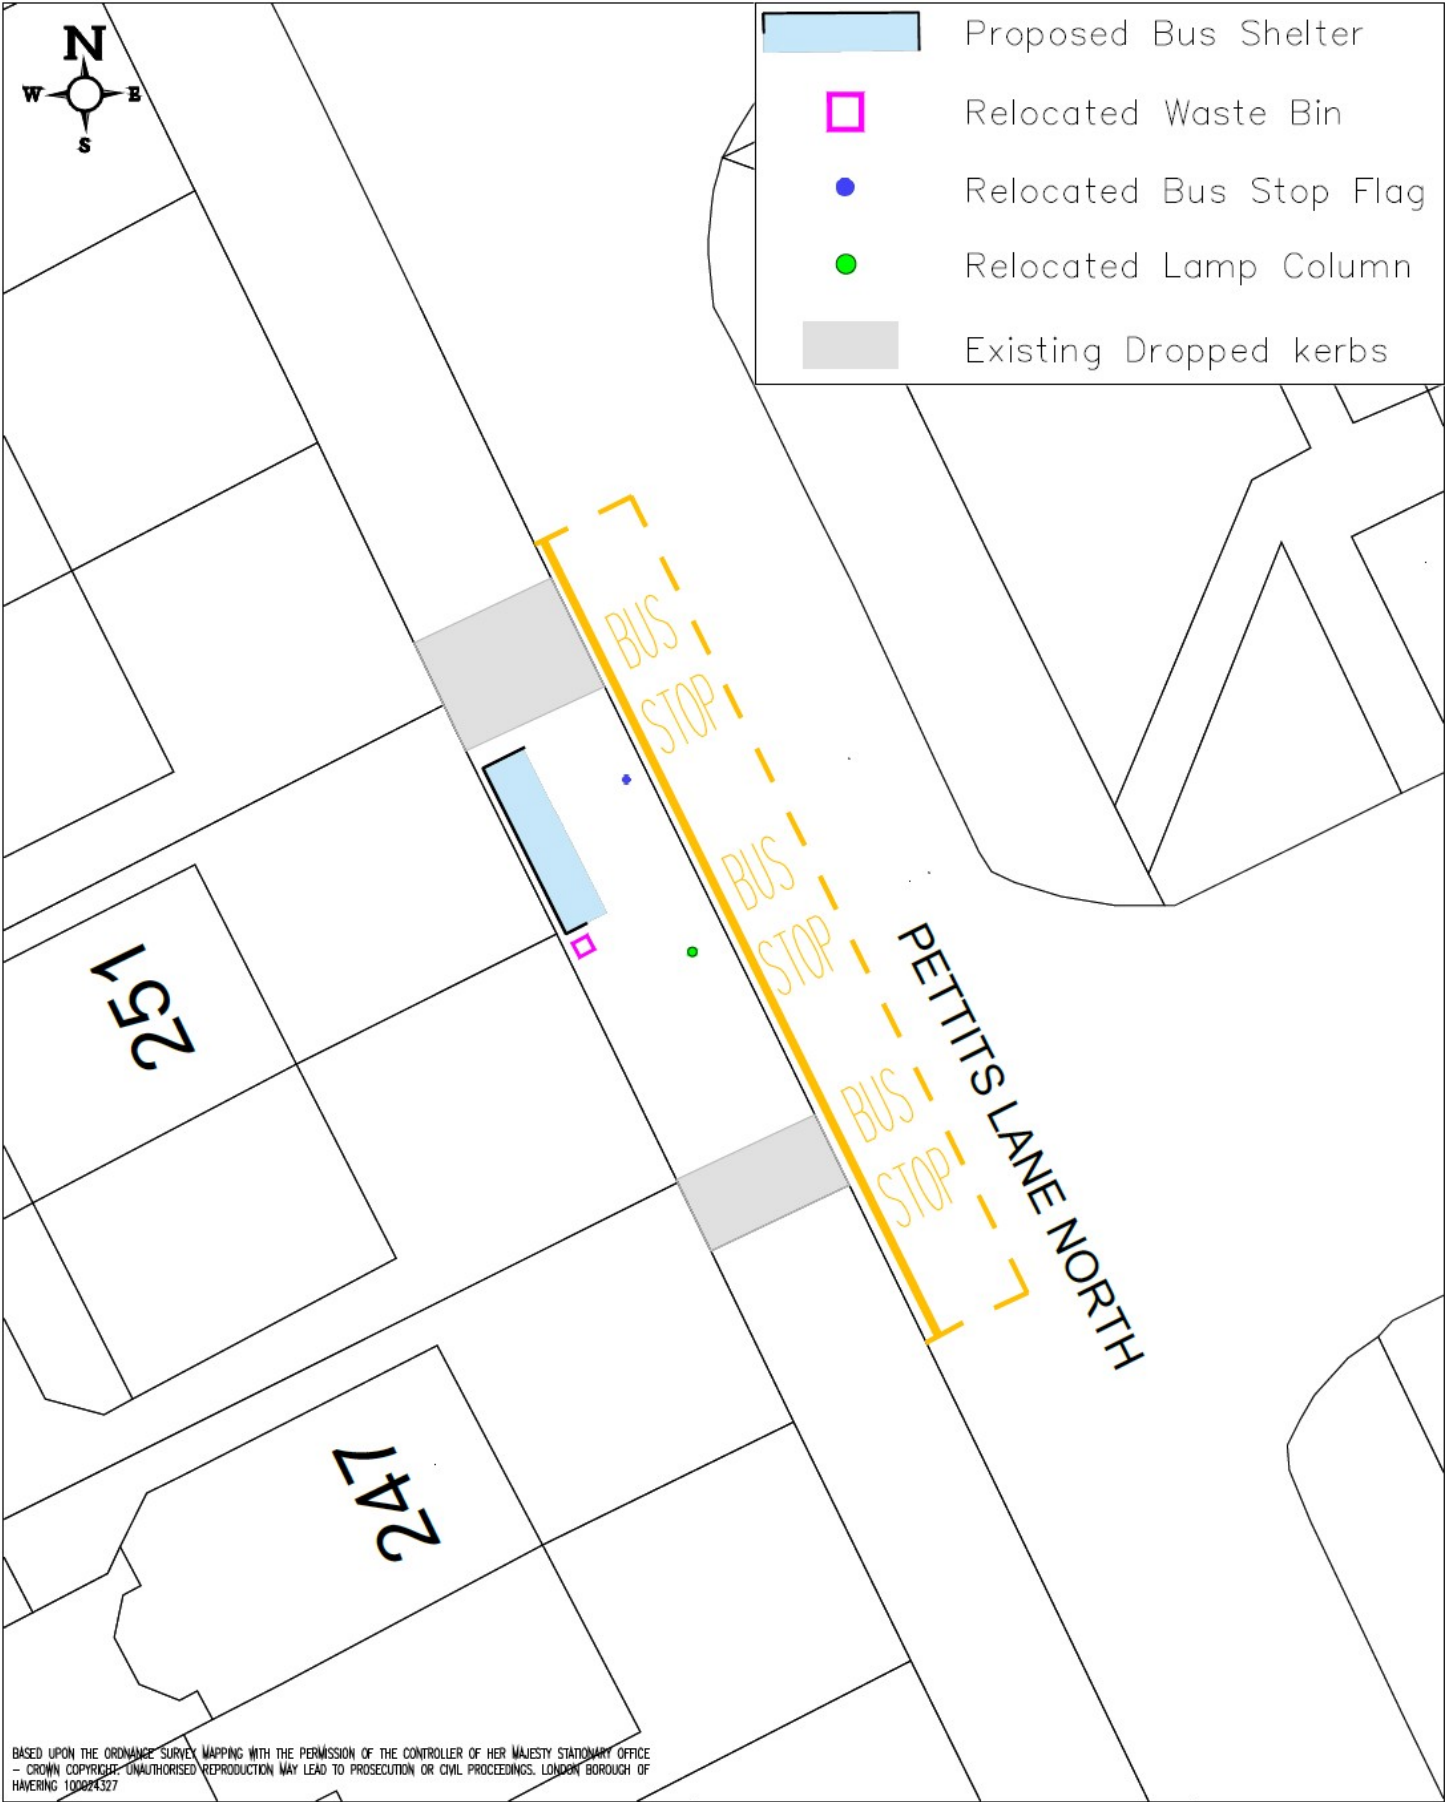 N
W E
S
Proposed Bus Shelter
Relocated Waste Bin
Relocated Bus Stop Flag
Relocated Lamp Column
Existing Dropped kerbs
BUS
STOP
BUS
STOP
BUS
STOP
PETTITS LANE NORTH
251
247
BASED UPON THE ORDNANCE SURVEY MAPPING WITH THE PERMISSION OF THE CONTROLLER OF HER MAJESTY STATIONARY OFFICE
– CROWN COPYRIGHT. UNAUTHORISED REPRODUCTION MAY LEAD TO PROSECUTION OR CIVIL PROCEEDINGS. LONDON BOROUGH OF
HAVERING 100024327